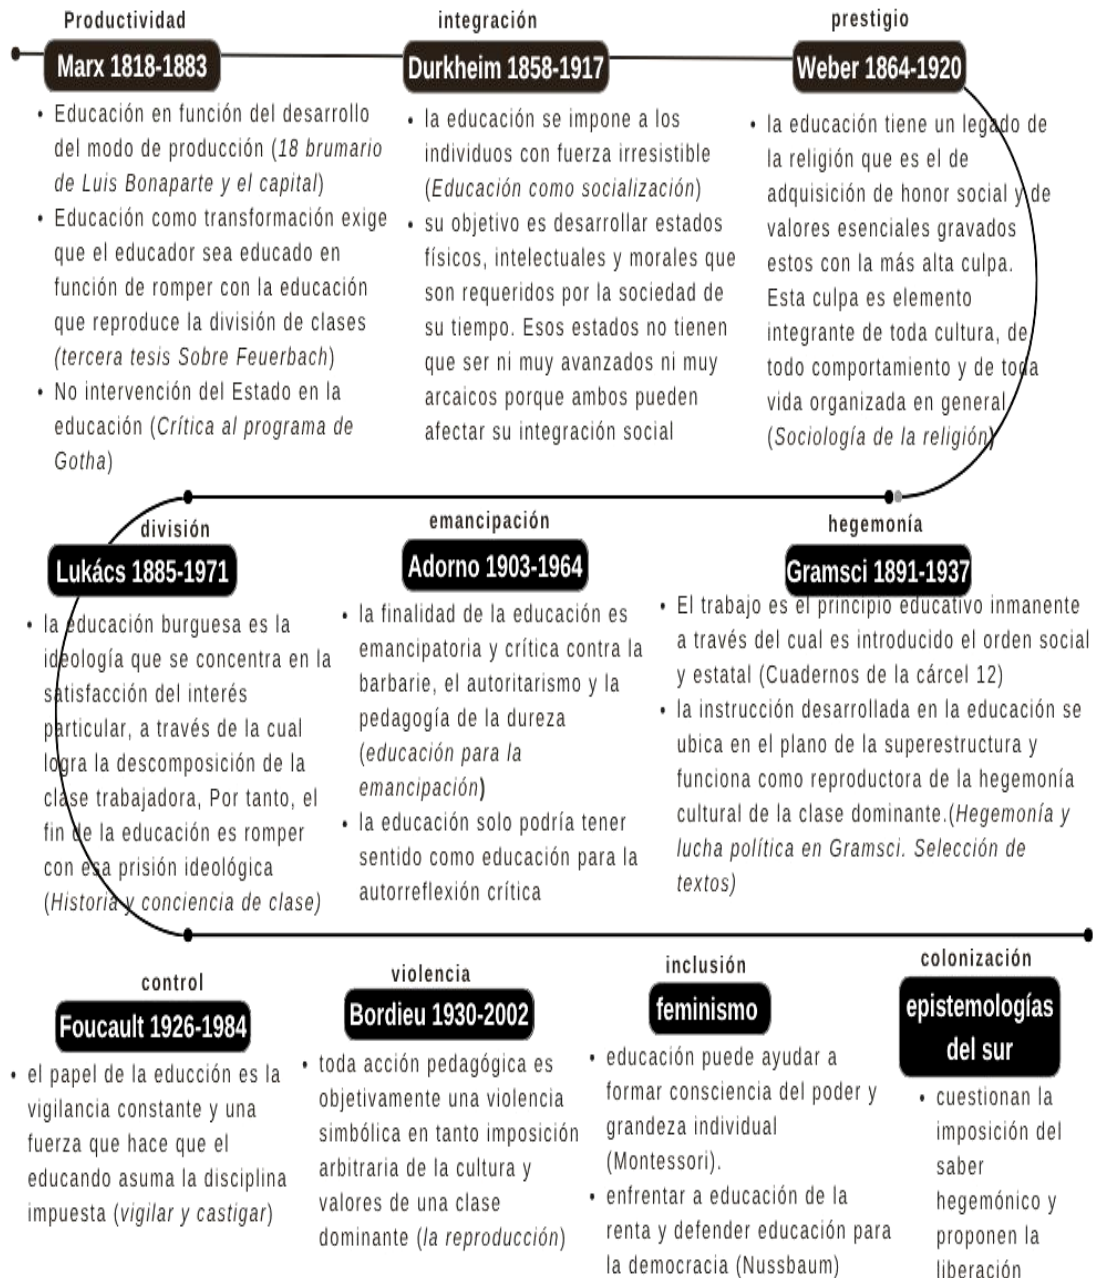 Productividad
Marx 1818-1883
• Educación en función del desarrollo
del modo de producción (18 brumario
de Luis Bonaparte y el capital)
• Educación como transformación exige
que el educador sea educado en
función de romper con la educación
que reproduce la división de clases
(tercera tesis Sobre Feuerbach)
• No intervención del Estado en la
educación (Crítica al programa de
Gotha)
integración
Durkheim 1858-1917
• la educación se impone a los
individuos con fuerza irresistible
(Educación como socialización)
• su objetivo es desarrollar estados
físicos, intelectuales y morales que
son requeridos por la sociedad de
su tiempo. Esos estados no tienen
que ser ni muy avanzados ni muy
arcaicos porque ambos pueden
afectar su integración social
prestigio
Weber 1864-1920
• la educación tiene un legado de
la religión que es el de
adquisición de honor social y de
valores esenciales gravados
estos con la más alta culpa.
Esta culpa es elemento
integrante de toda cultura, de
todo comportamiento y de toda
vida organizada en general
(Sociología de la religión)
división
Lukács 1885-1971
• la educación burguesa es la
ideología que se concentra en la
satisfacción del interés
particular, a través de la cual
logra la descomposición de la
clase trabajadora, Por tanto, el
fin de la educación es romper
con esa prisión ideológica
(Historia y conciencia de clase)
emancipación
Adorno 1903-1964
• la finalidad de la educación es
emancipatoria y crítica contra la
barbarie, el autoritarismo y la
pedagogía de la dureza
(educación para la
emancipación)
• la educación solo podría tener
sentido como educación para la
autorreflexión crítica
hegemonía
Gramsci 1891-1937
• El trabajo es el principio educativo inmanente
a través del cual es introducido el orden social
y estatal (Cuadernos de la cárcel 12)
• la instrucción desarrollada en la educación se
ubica en el plano de la superestructura y
funciona como reproductora de la hegemonía
cultural de la clase dominante.(Hegemonía y
lucha política en Gramsci. Selección de
textos)
control
Foucault 1926-1984
• el papel de la educción es la
vigilancia constante y una
fuerza que hace que el
educando asuma la disciplina
impuesta (vigilar y castigar)
violencia
Bordieu 1930-2002
• toda acción pedagógica es
objetivamente una violencia
simbólica en tanto imposición
arbitraria de la cultura y
valores de una clase
dominante (la reproducción)
inclusión
feminismo
• educación puede ayudar a
formar consciencia del poder y
grandeza individual
(Montessori).
• enfrentar a educación de la
renta y defender educación para
la democracia (Nussbaum)
colonización
epistemologías
del sur
• cuestionan la
imposición del
saber
hegemónico y
proponen la
liberación